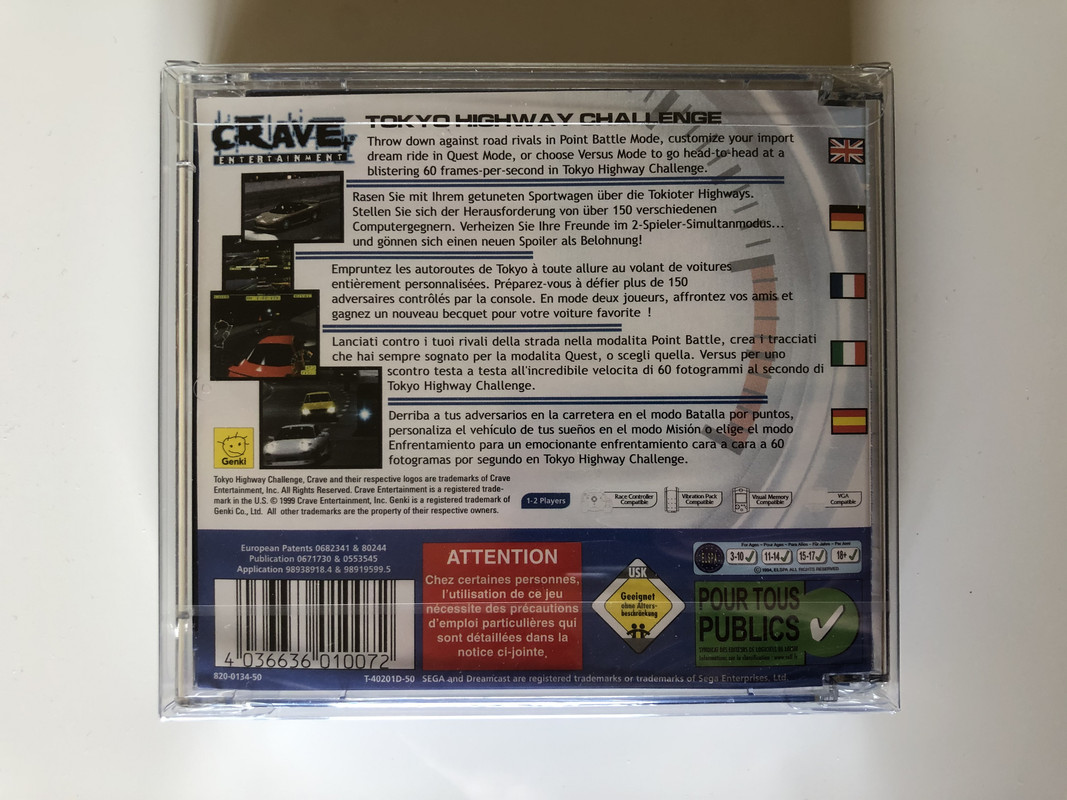 CRAVE
ENTERTAINMENT
TOKYO HIGHWAY CHALLENGE
Throw down against road rivals in Point Battle Mode, customize your import
dream ride in Quest Mode, or choose Versus Mode to go head-to-head at a
blistering 60 frames-per-second in Tokyo Highway Challenge.
Rasen Sie mit Ihrem getuneten Sportwagen über die Tokioter Highways.
Stellen Sie sich der Herausforderung von über 150 verschiedenen
Computergegnern. Verheizen Sie Ihre Freunde im 2-Spieler-Simultanmodus...
und gönnen sich einen neuen Spoiler als Belohnung!
Empruntez les autoroutes de Tokyo à toute allure au volant de voitures
entièrement personnalisées. Préparez-vous à défier plus de 150
adversaires contrôlés par la console. En mode deux joueurs, affrontez vos amis et
gagnez un nouveau becquet pour votre voiture favorite !
Lanciati contro i tuoi rivali della strada nella modalita Point Battle, crea i tracciati
che hai sempre sognato per la modalita Quest, o scegli quella. Versus per uno
scontro testa a testa all'incredibile velocita di 60 fotogrammi al secondo di
Tokyo Highway Challenge.
Derriba a tus adversarios en la carretera en el modo Batalla por puntos,
personaliza el vehículo de tus sueños en el modo Misión o elige el modo
Enfrentamiento para un emocionante enfrentamiento cara a cara a 60
fotogramas por segundo en Tokyo Highway Challenge.
Genki
Tokyo Highway Challenge, Crave and their respective logos are trademarks of Crave
Entertainment, Inc. All Rights Reserved. Crave Entertainment is a registered trade-
mark in the U.S. © 1999 Crave Entertainment, Inc. Genki is a registered trademark of
Genki Co., Ltd. All other trademarks are the property of their respective owners.
1-2 Players
Race Controller
Compatible
Vibration Pack
Compatible
Visual Memory
Compatible
VGA
Compatible
European Patents 0682341 & 80244
Publication 0671730 & 0553545
Application 98938918.4 & 98919599.5
4 036636 010072
820-0134-50
ATTENTION
Chez certaines personnes,
l'utilisation de ce jeu
nécessite des précautions
d'emploi particulières qui
sont détaillées dans la
notice ci-jointe.
USK
Geeignet
ohne Alters-
beschränkung
For Ages - Pour Ages - Para Años - Für Jahre - Per Anni
ELSPA
3-10 11-14 15-17 18+
© 1994, ELSPA ALL RIGHTS RESERVED
POUR TOUS
PUBLICS
T-40201D-50 SEGA and Dreamcast are registered trademarks or trademarks of Sega Enterprises, Ltd.